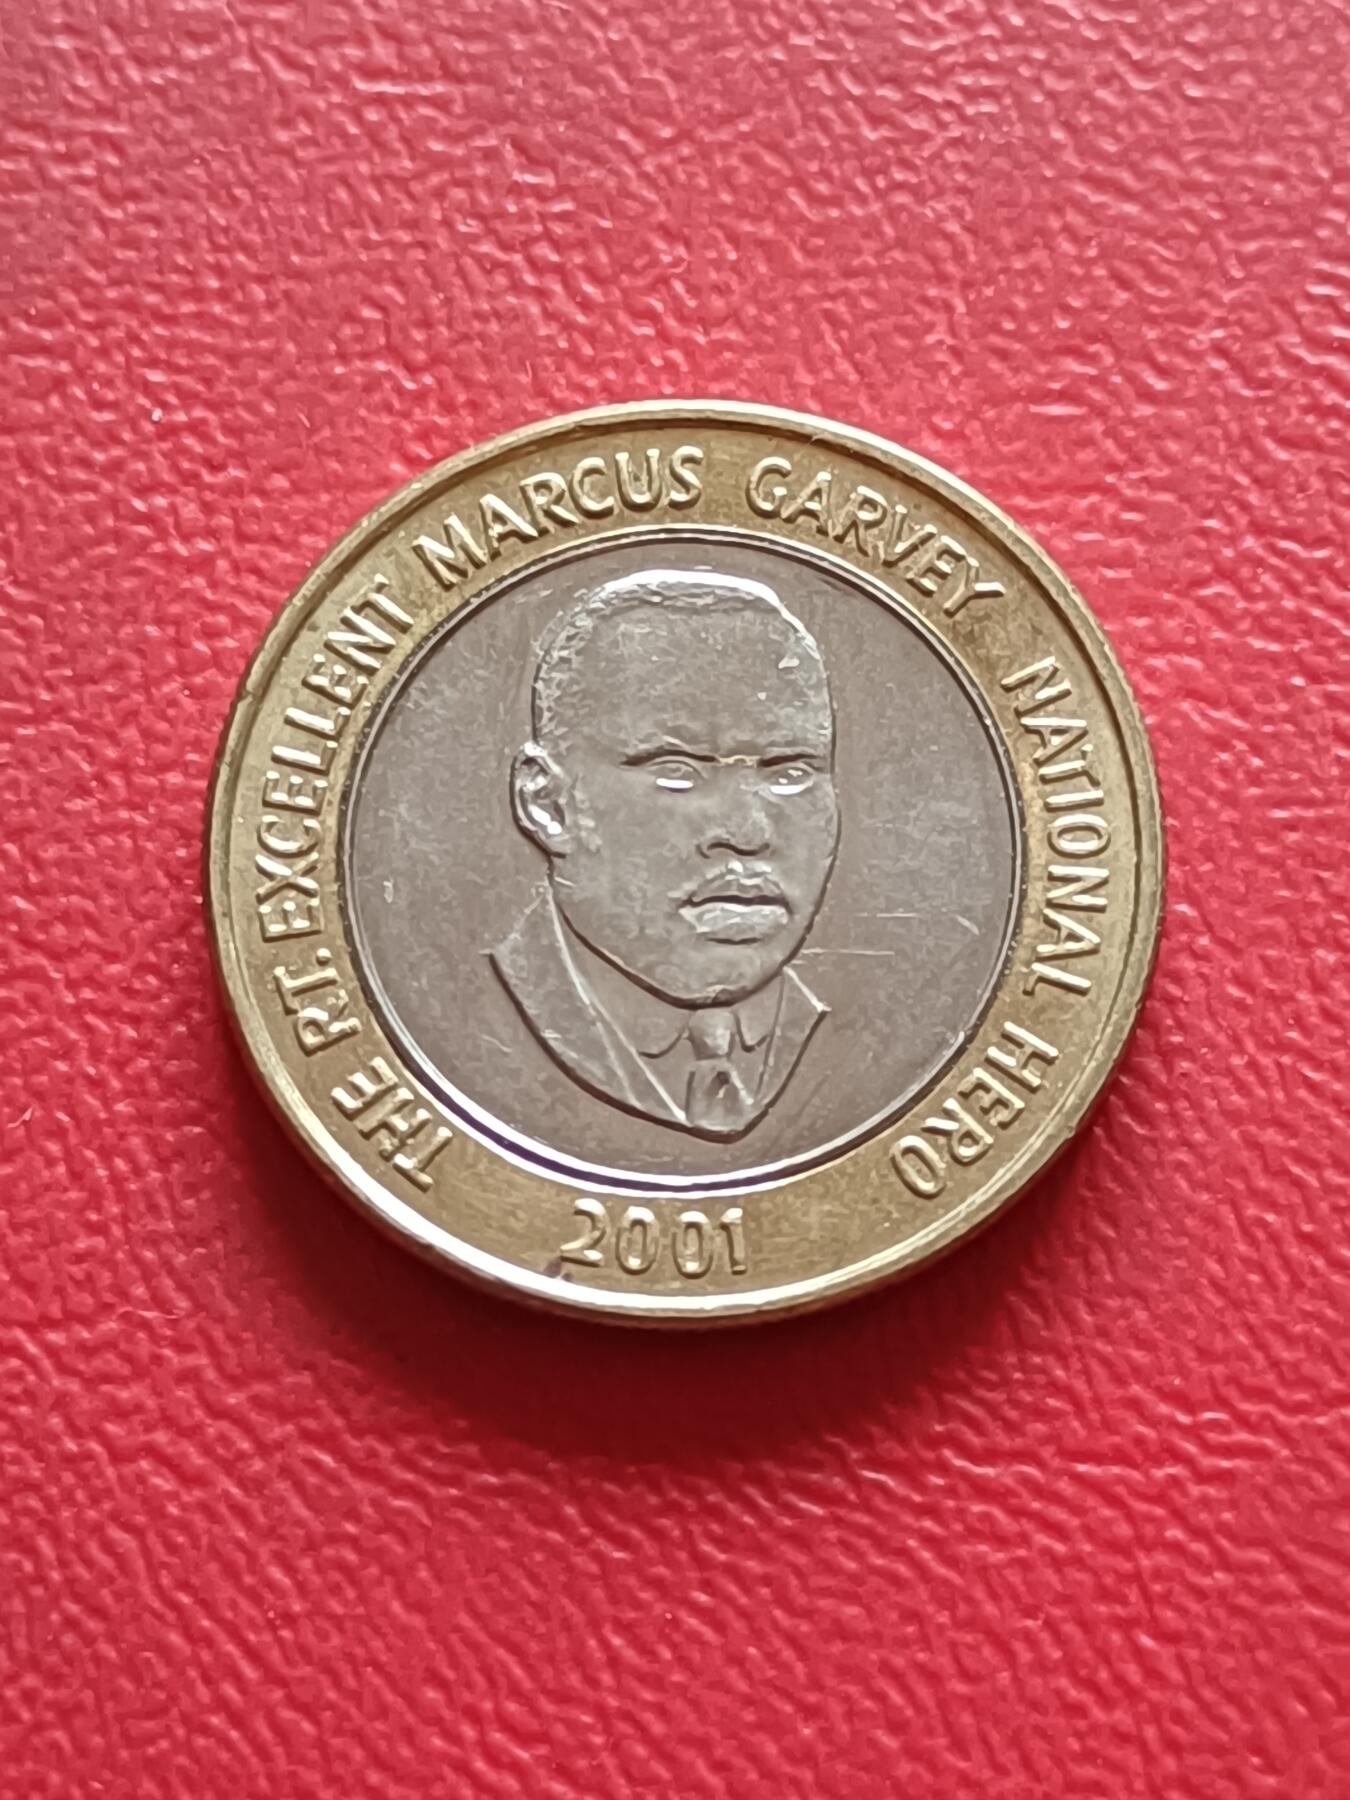 THE RT. EXCELLENT MARCUS GARVEY NATIONAL HERO
2001